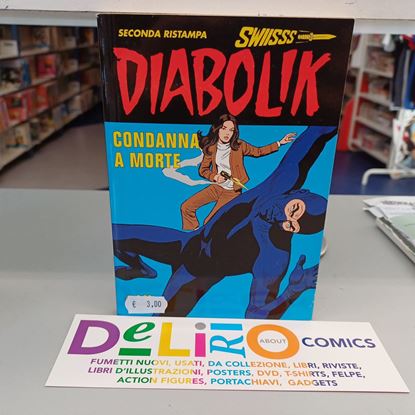 SECONDA RISTAMPA
SWIISSS
DIABOLIK
CONDANNA
A MORTE
€ 3,00
DELIRIO ABOUT COMICS
FUMETTI NUOVI, USATI, DA COLLEZIONE, LIBRI, RIVISTE,
LIBRI D'ILLUSTRAZIONI, POSTERS, DVD, T-SHIRTS, FELPE,
ACTION FIGURES, PORTACHIAVI, GADGETS